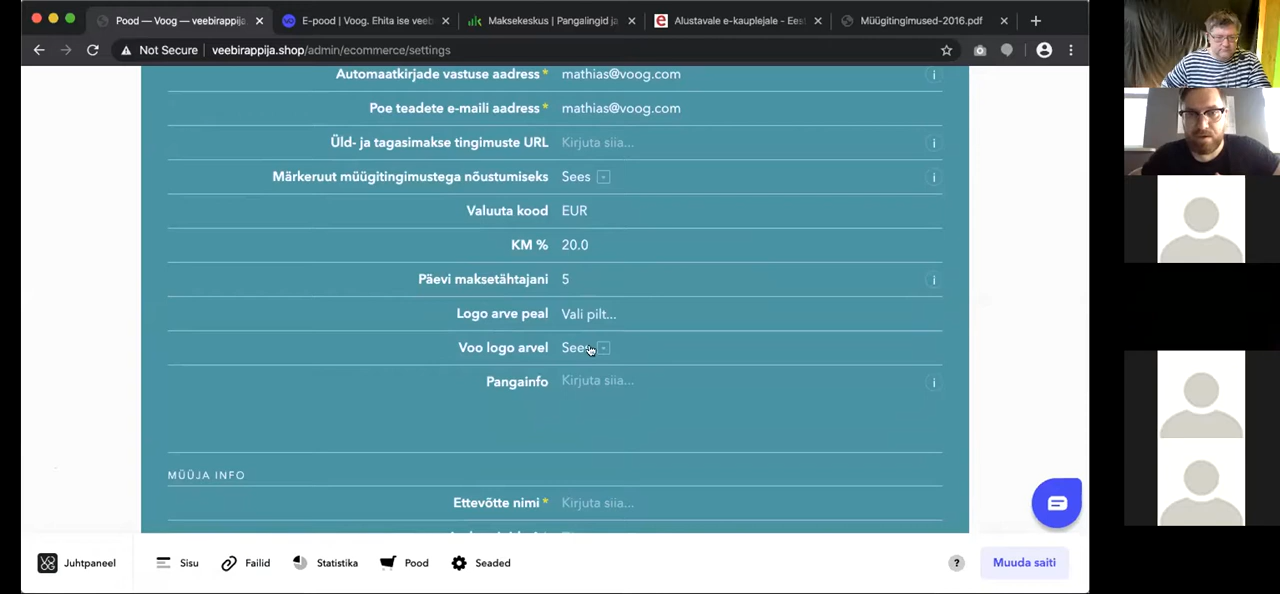 Pood — Voog — veebirappija.
E-pood | Voog. Ehita ise veeb
Maksekeskus | Pangalingid ja
Alustavale e-kauplejale - Eest
Müügitingimused-2016.pdf
Not Secure
veebirappija.shop/admin/ecommerce/settings
Automaatkirjade vastuse aadress * mathias@voog.com
Poe teadete e-maili aadress * mathias@voog.com
Üld- ja tagasimakse tingimuste URL Kirjuta siia...
Märkeruut müügitingimustega nõustumiseks Sees
Valuuta kood EUR
KM % 20.0
Päevi maksetähtajani 5
Logo arve peal Vali pilt...
Voo logo arvel Sees
Pangainfo Kirjuta siia...
MÜÜJA INFO
Ettevõtte nimi * Kirjuta siia...
Juhtpaneel Sisu Failid Statistika Pood Seaded ? Muuda saiti